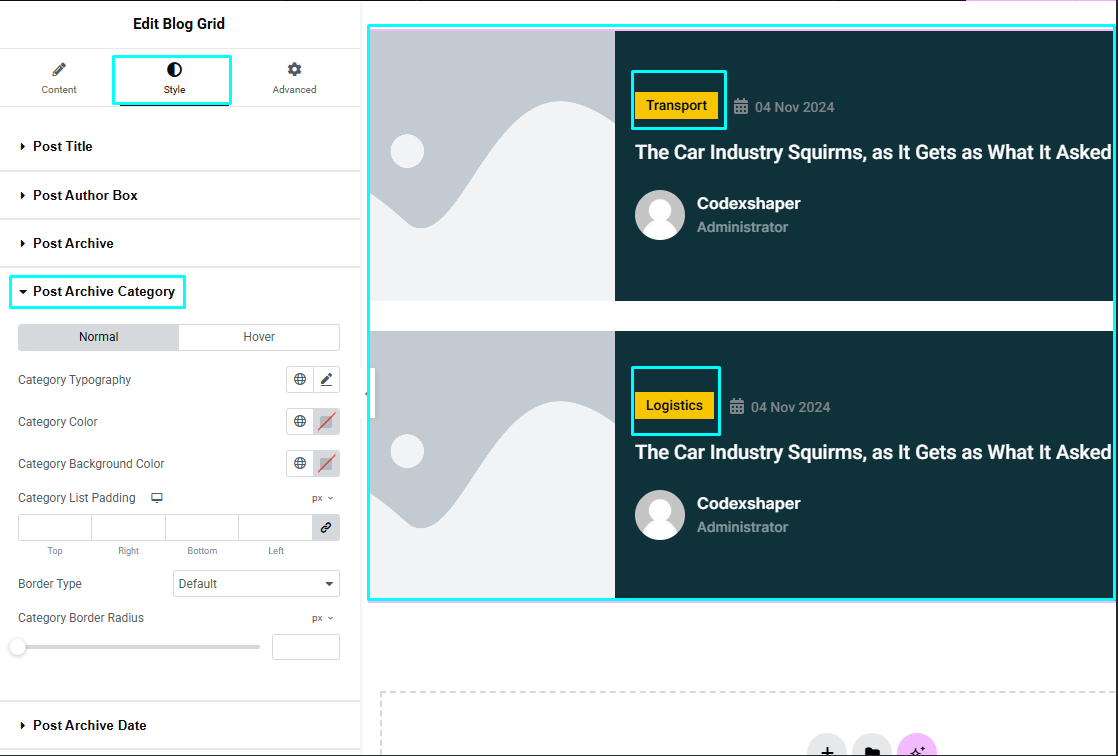 Edit Blog Grid
Content
Style
Advanced
Post Title
Post Author Box
Post Archive
Post Archive Category
Normal
Hover
Category Typography
Category Color
Category Background Color
Category List Padding
px
Top
Right
Bottom
Left
Border Type
Default
Category Border Radius
px
Post Archive Date
Transport
04 Nov 2024
The Car Industry Squirms, as It Gets as What It Asked
Codexshaper
Administrator
Logistics
04 Nov 2024
The Car Industry Squirms, as It Gets as What It Asked
Codexshaper
Administrator